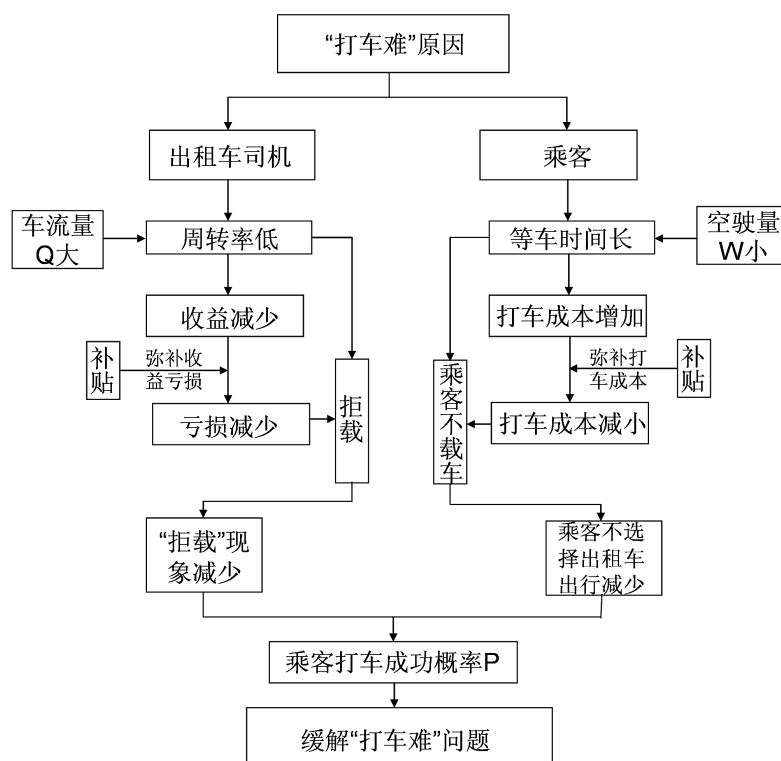 “打车难”原因
出租车司机
乘客
车流量
Q大
周转率低
等车时间长
空驶量
W小
收益减少
打车成本增加
补
贴
弥补收
益亏损
弥补打
车成本
补
贴
亏损减少
拒
载
乘
客
不
载
车
打车成本减小
“拒载”现
象减少
乘客不选
择出租车
出行减少
乘客打车成功概率P
缓解“打车难”问题